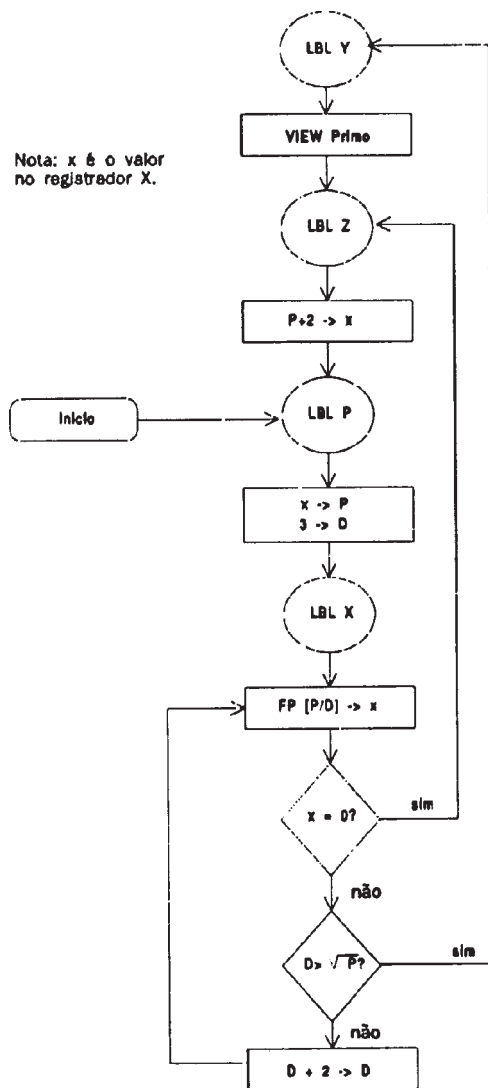 LBL Y
VIEW Primo
Nota: x é o valor
no registrador X.
LBL Z
P+2 -> x
Início
LBL P
x -> P
3 -> D
LBL X
FP [P/D] -> x
x = 0?
sim
não
D> √P?
sim
não
D + 2 -> D